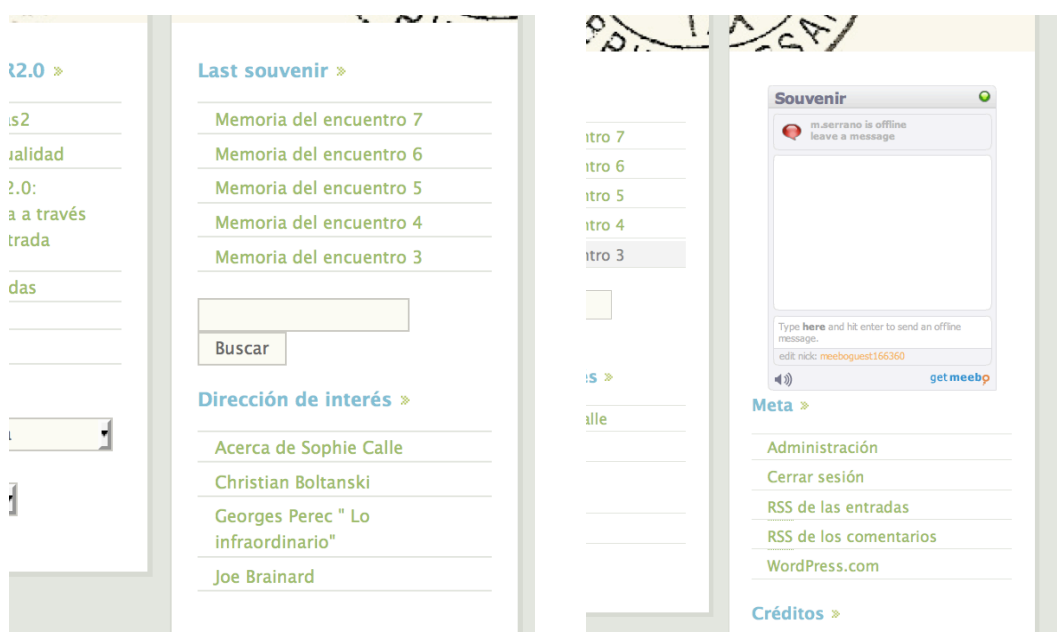 R2.0 »
as2
ualidad
2.0:
a a través
trada
das
a
Last souvenir »
Memoria del encuentro 7
Memoria del encuentro 6
Memoria del encuentro 5
Memoria del encuentro 4
Memoria del encuentro 3
Buscar
Dirección de interés »
Acerca de Sophie Calle
Christian Boltanski
Georges Perec " Lo
infraordinario"
Joe Brainard
ntro 7
ntro 6
ntro 5
ntro 4
ntro 3
es »
alle
Souvenir
m.serrano is offline
leave a message
Type here and hit enter to send an offline
message.
edit nick: meeboguest166360
get meebo
Meta »
Administración
Cerrar sesión
RSS de las entradas
RSS de los comentarios
WordPress.com
Créditos »